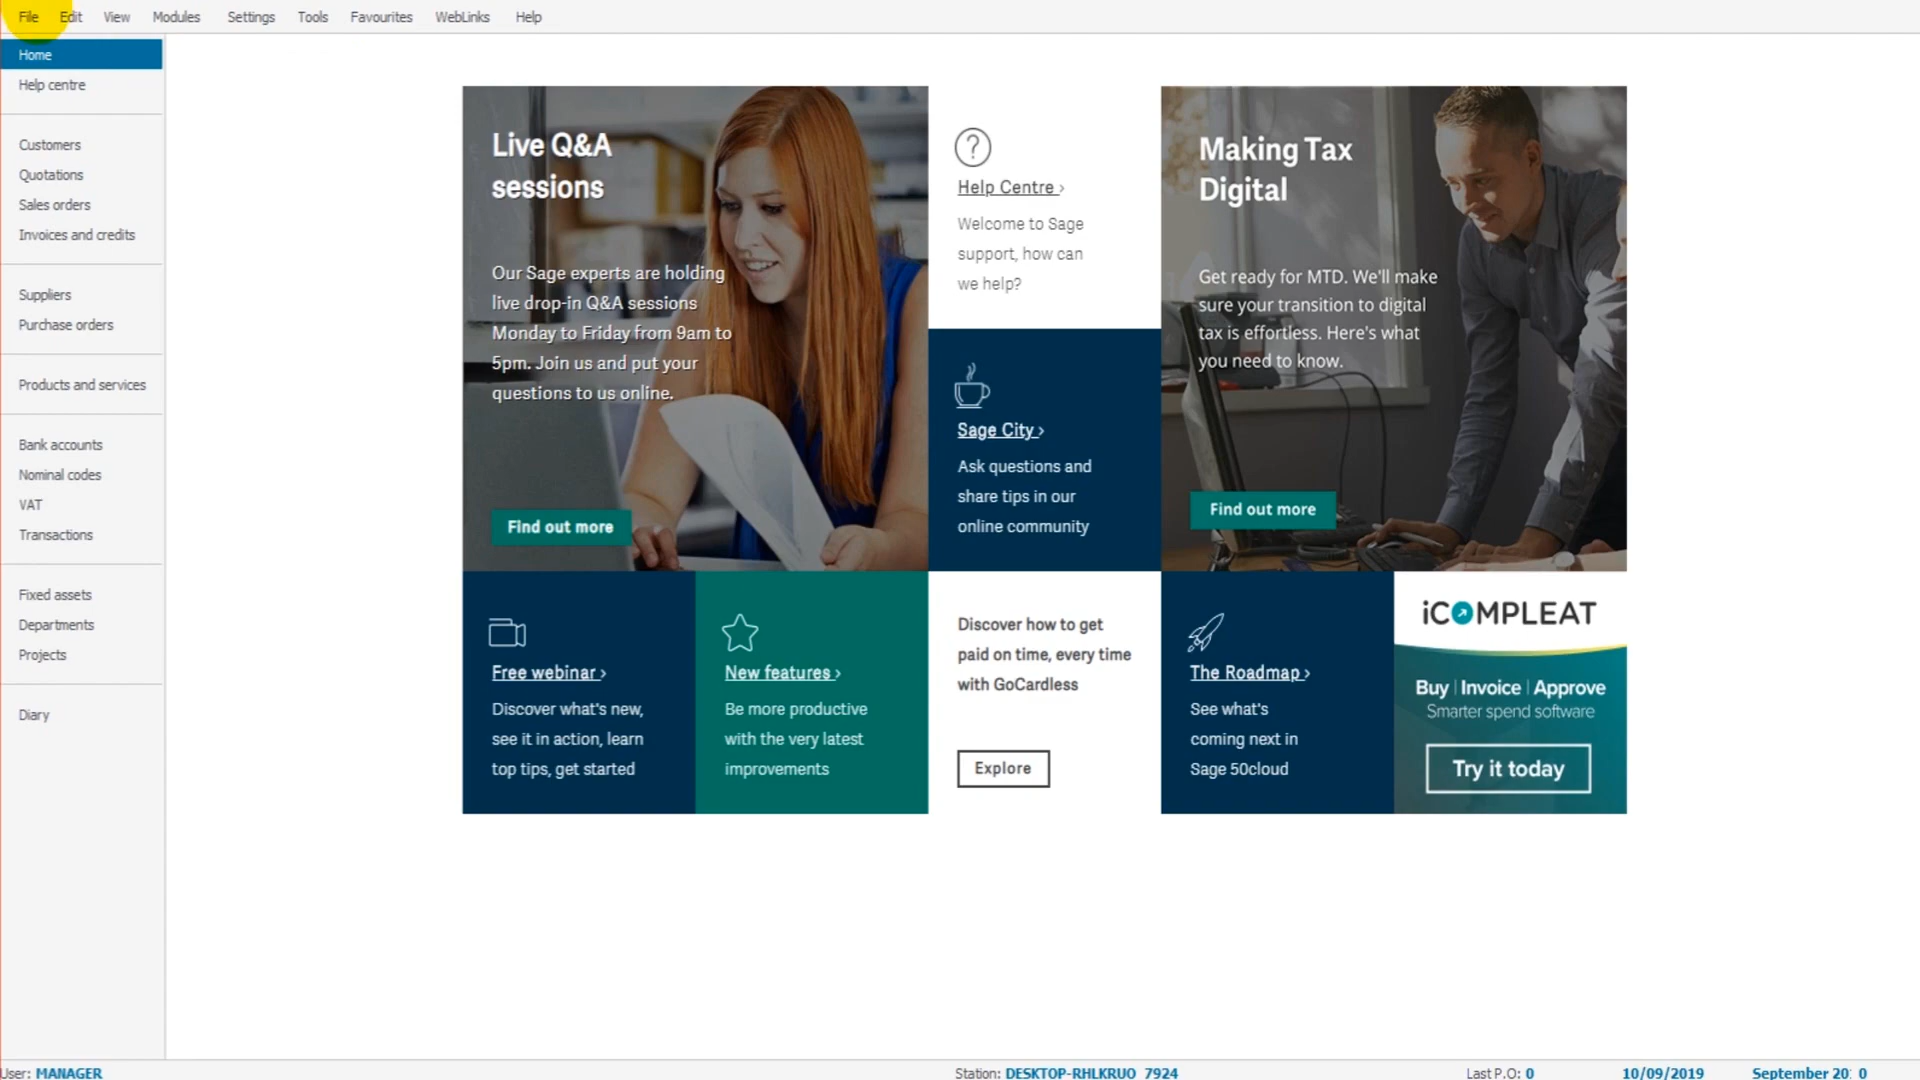 File Edit View Modules Settings Tools Favourites WebLinks Help
Home
Help centre
Customers
Quotations
Sales orders
Invoices and credits
Suppliers
Purchase orders
Products and services
Bank accounts
Nominal codes
VAT
Transactions
Fixed assets
Departments
Projects
Diary
Live Q&A
sessions
Our Sage experts are holding
live drop-in Q&A sessions
Monday to Friday from 9am to
5pm. Join us and put your
questions to us online.
Find out more
Help Centre ›
Welcome to Sage
support, how can
we help?
Sage City ›
Ask questions and
share tips in our
online community
Making Tax
Digital
Get ready for MTD. We'll make
sure your transition to digital
tax is effortless. Here's what
you need to know.
Find out more
Free webinar ›
Discover what's new,
see it in action, learn
top tips, get started
New features ›
Be more productive
with the very latest
improvements
Discover how to get
paid on time, every time
with GoCardless
Explore
The Roadmap ›
See what's
coming next in
Sage 50cloud
iCOMPLEAT
Buy | Invoice | Approve
Smarter spend software
Try it today
User: MANAGER Station: DESKTOP-RHLKRUO 7924 Last P.O: 0 10/09/2019 September 20 0